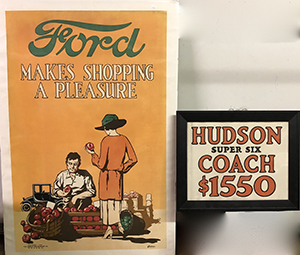 Ford
MAKES SHOPPING
A PLEASURE
HUDSON
SUPER SIX
COACH
$1550